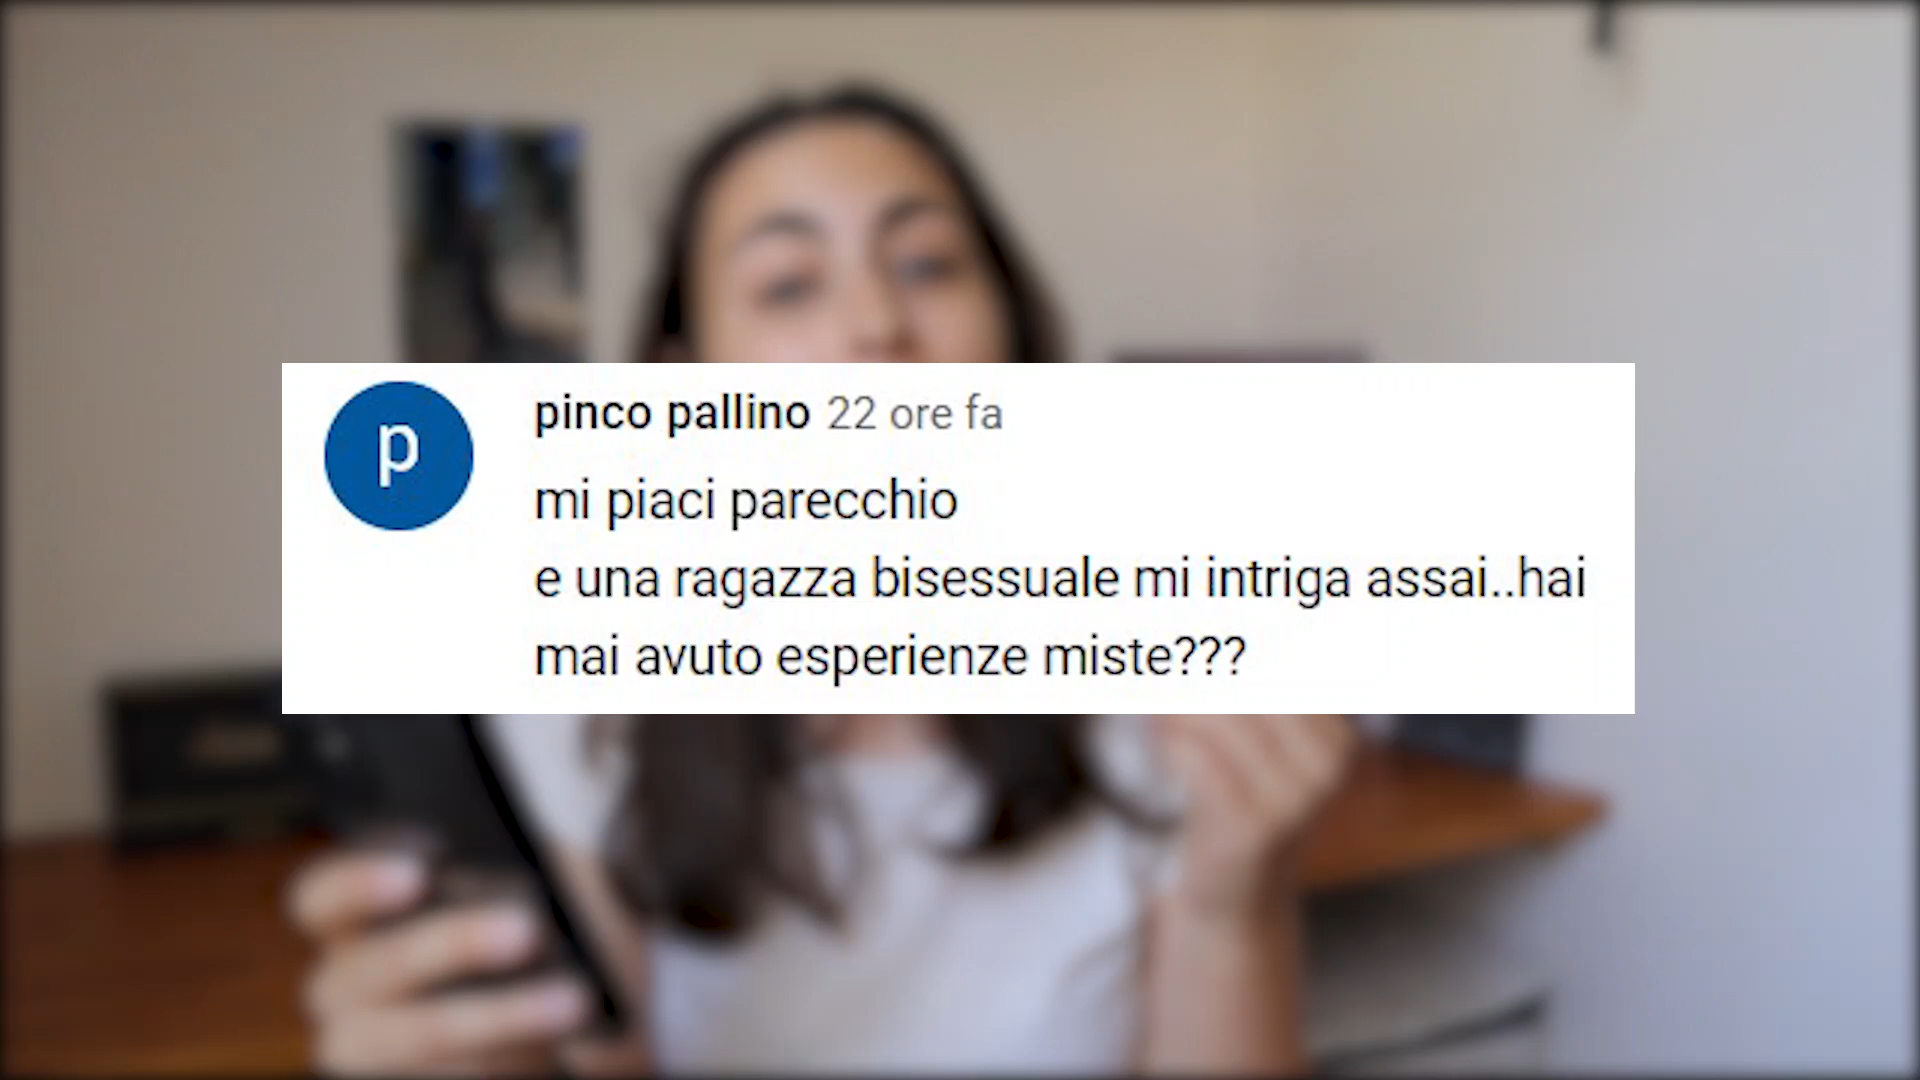 p
pinco pallino 22 ore fa
mi piaci parecchio
e una ragazza bisessuale mi intriga assai..hai
mai avuto esperienze miste???